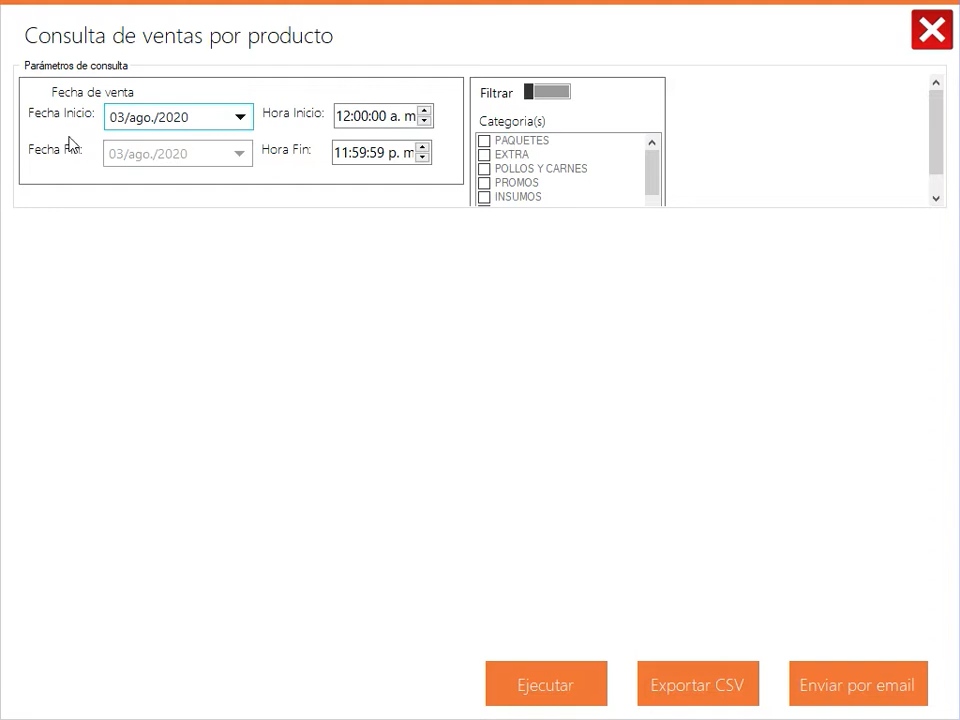 Consulta de ventas por producto
Parámetros de consulta
Fecha de venta
Fecha Inicio: 03/ago./2020 Hora Inicio: 12:00:00 a. m
Fecha 03/ago./2020 Hora Fin: 11:59:59 p. m
Filtrar
Categoria(s)
PAQUETES
EXTRA
POLLOS Y CARNES
PROMOS
INSUMOS
Ejecutar
Exportar CSV
Enviar por email